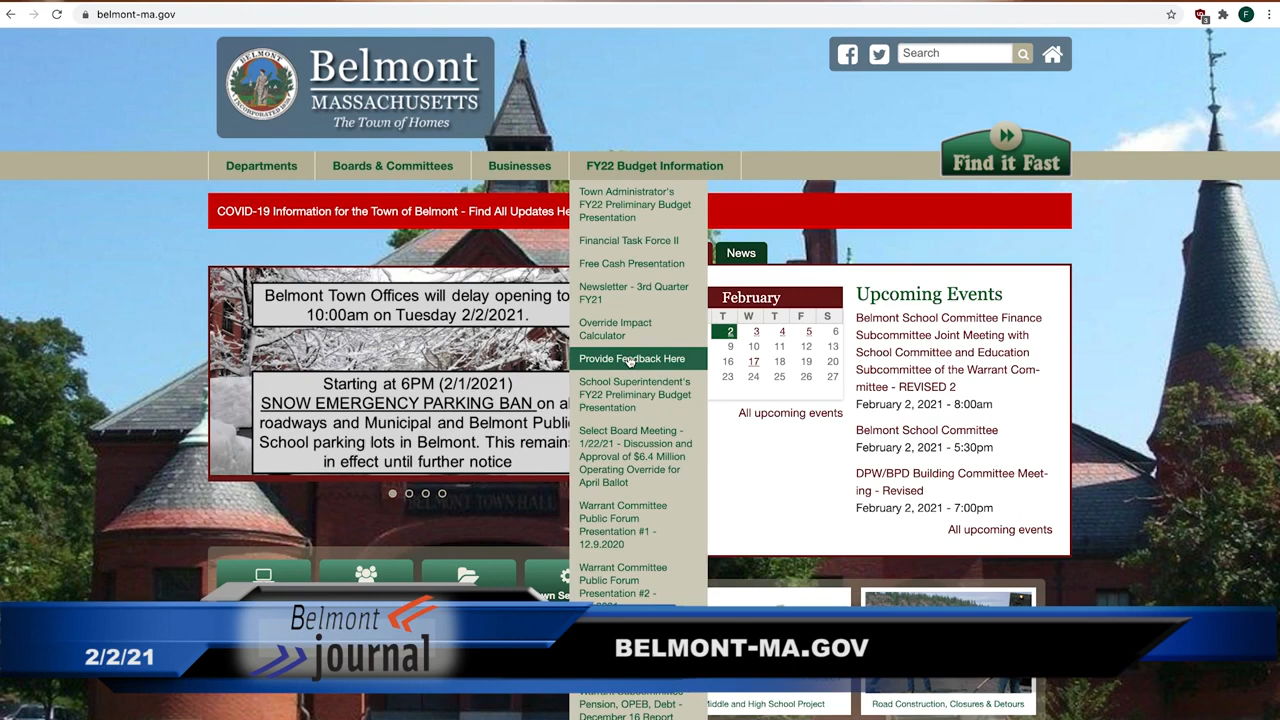 belmont-ma.gov
3
F
BELMONT
Belmont
MASSACHUSETTS
The Town of Homes
Search
Find it Fast
Departments
Boards & Committees
Businesses
FY22 Budget Information
COVID-19 Information for the Town of Belmont - Find All Updates He
Town Administrator's
FY22 Preliminary Budget
Presentation
Financial Task Force II
Free Cash Presentation
Newsletter - 3rd Quarter
FY21
Override Impact
Calculator
Provide Feedback Here
School Superintendent's
FY22 Preliminary Budget
Presentation
Select Board Meeting -
1/22/21 - Discussion and
Approval of $6.4 Million
Operating Override for
April Ballot
Warrant Committee
Public Forum
Presentation #1 -
12.9.2020
Warrant Committee
Public Forum
Presentation #2 -
Pension, OPEB, Debt -
December 16 Report
Belmont Town Offices will delay opening to
10:00am on Tuesday 2/2/2021.
Starting at 6PM (2/1/2021)
SNOW EMERGENCY PARKING BAN on al
roadways and Municipal and Belmont Public
School parking lots in Belmont. This remain
in effect until further notice
BELMONT TOWN HALL
News
February
T W T F S
2 3 4 5 6
9 10 11 12 13
16 17 18 19 20
23 24 25 26 27
All upcoming events
Upcoming Events
Belmont School Committee Finance
Subcommittee Joint Meeting with
School Committee and Education
Subcommittee of the Warrant Com-
mittee - REVISED 2
February 2, 2021 - 8:00am
Belmont School Committee
February 2, 2021 - 5:30pm
DPW/BPD Building Committee Meet-
ing - Revised
February 2, 2021 - 7:00pm
All upcoming events
wn Se
Middle and High School Project
Road Construction, Closures & Detours
2/2/21
Belmont
journal
BELMONT-MA.GOV